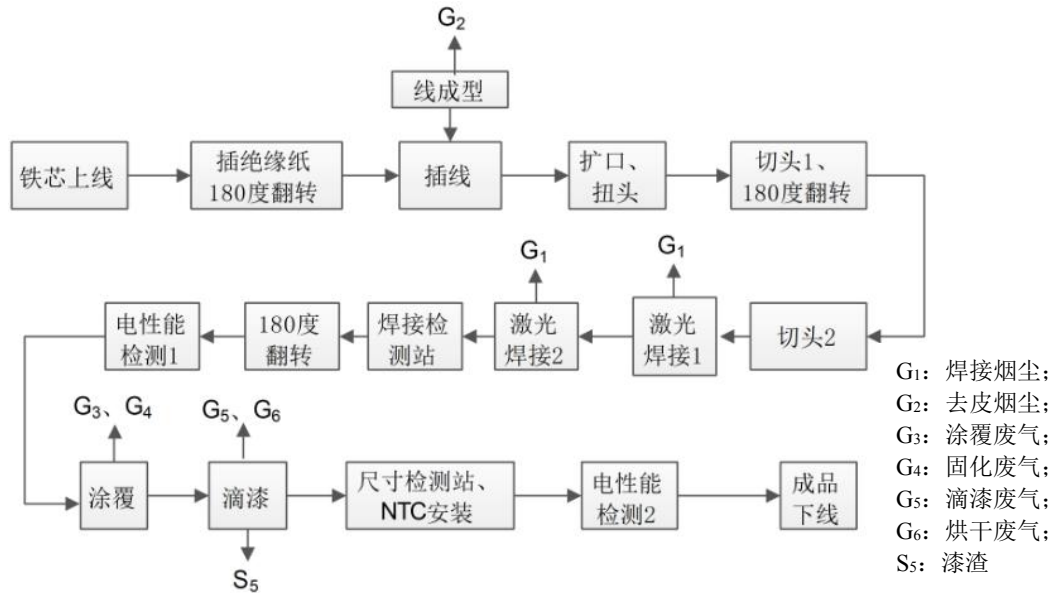 G₂
线成型
铁芯上线
插绝缘纸
180度翻转
插线
扩口、
扭头
切头1、
180度翻转
G₁
G₁
电性能
检测1
180度
翻转
焊接检
测站
激光
焊接2
激光
焊接1
切头2
G₃、G₄
G₅、G₆
涂覆
滴漆
尺寸检测站、
NTC安装
电性能
检测2
成品
下线
S₅
G₁：焊接烟尘；
G₂：去皮烟尘；
G₃：涂覆废气；
G₄：固化废气；
G₅：滴漆废气；
G₆：烘干废气；
S₅：漆渣